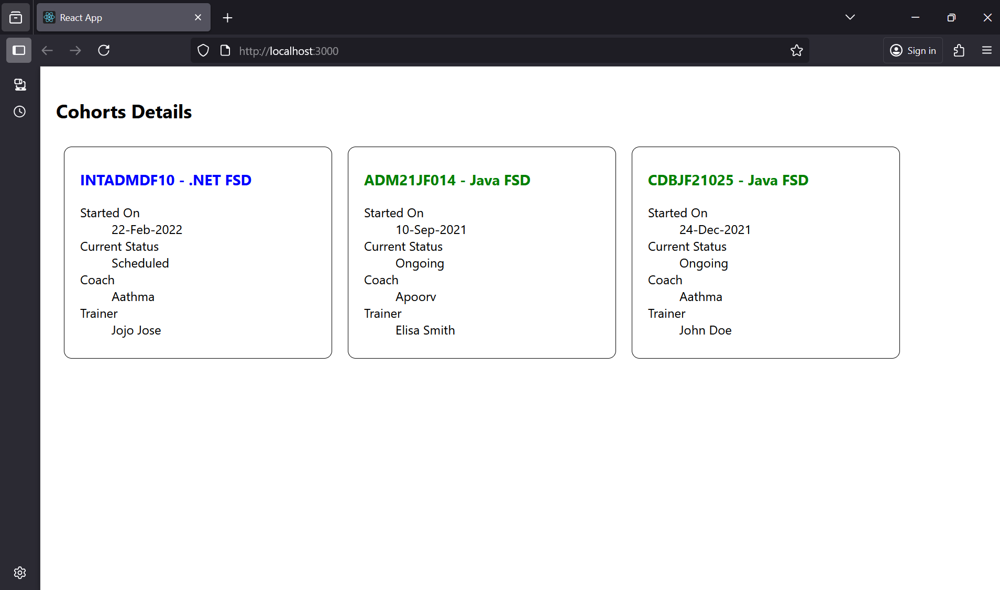 React App
http://localhost:3000
Sign in
Cohorts Details
INTADMDF10 - .NET FSD
Started On
22-Feb-2022
Current Status
Scheduled
Coach
Aathma
Trainer
Jojo Jose
ADM21JF014 - Java FSD
Started On
10-Sep-2021
Current Status
Ongoing
Coach
Apoorv
Trainer
Elisa Smith
CDBJF21025 - Java FSD
Started On
24-Dec-2021
Current Status
Ongoing
Coach
Aathma
Trainer
John Doe